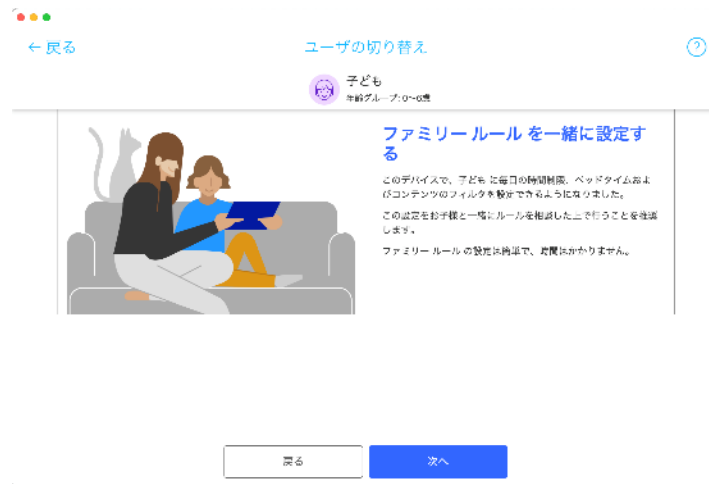 ← 戻る
ユーザの切り替え
?
子ども
年齢グループ: 0〜6歳
ファミリー ルール を一緒に設定す
る
このデバイスで、子ども に毎日の時間制限、ベッドタイムおよ
びコンテンツのフィルタを設定できるようになりました。
この設定をお子様と一緒にルールを相談した上で行うことを推奨
します。
ファミリー ルール の設定は簡単で、時間はかかりません。
戻る
次へ